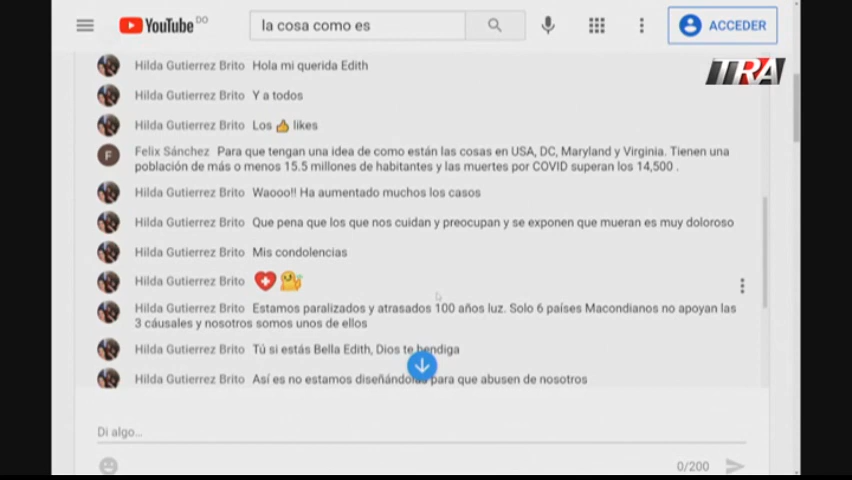 YouTube DO
la cosa como es
ACCEDER
TRA
Hilda Gutierrez Brito Hola mi querida Edith
Hilda Gutierrez Brito Y a todos
Hilda Gutierrez Brito Los 👍 likes
F
Felix Sánchez Para que tengan una idea de como están las cosas en USA, DC, Maryland y Virginia. Tienen una
población de más o menos 15.5 millones de habitantes y las muertes por COVID superan los 14,500 .
Hilda Gutierrez Brito Waooo!! Ha aumentado muchos los casos
Hilda Gutierrez Brito Que pena que los que nos cuidan y preocupan y se exponen que mueran es muy doloroso
Hilda Gutierrez Brito Mis condolencias
Hilda Gutierrez Brito
Hilda Gutierrez Brito Estamos paralizados y atrasados 100 años luz. Solo 6 países Macondianos no apoyan las
3 cáusales y nosotros somos unos de ellos
Hilda Gutierrez Brito Tú si estás Bella Edith, Dios te bendiga
Hilda Gutierrez Brito Así es no estamos diseñándolas para que abusen de nosotros
Di algo...
0/200